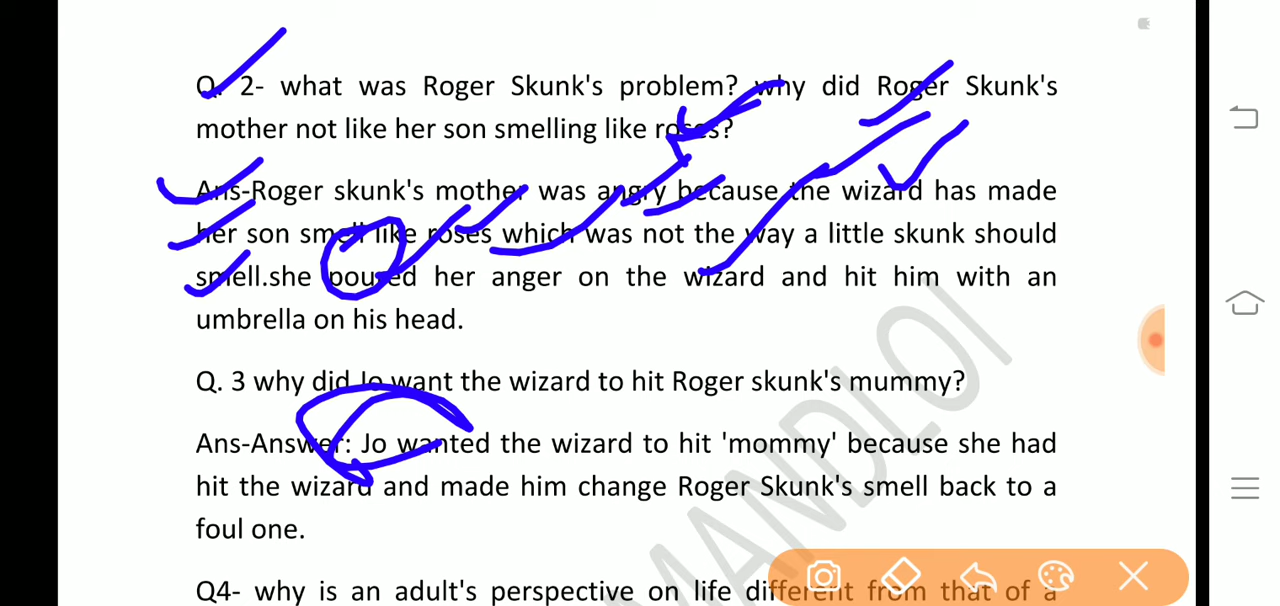 Q. 2- what was Roger Skunk's problem? why did Roger Skunk's
mother not like her son smelling like roses?
Ans-Roger skunk's mother was angry because the wizard has made
her son smell like roses which was not the way a little skunk should
smell.she poused her anger on the wizard and hit him with an
umbrella on his head.
Q. 3 why did Jo want the wizard to hit Roger skunk's mummy?
Ans-Answer: Jo wanted the wizard to hit 'mommy' because she had
hit the wizard and made him change Roger Skunk's smell back to a
foul one.
Q4- why is an adult's perspective on life different from that of a
MANDLOI